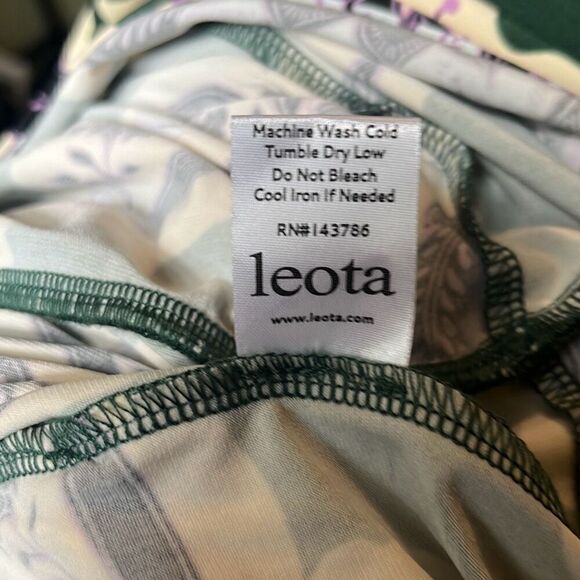 Machine Wash Cold
Tumble Dry Low
Do Not Bleach
Cool Iron If Needed
RN#143786
leota
www.leota.com